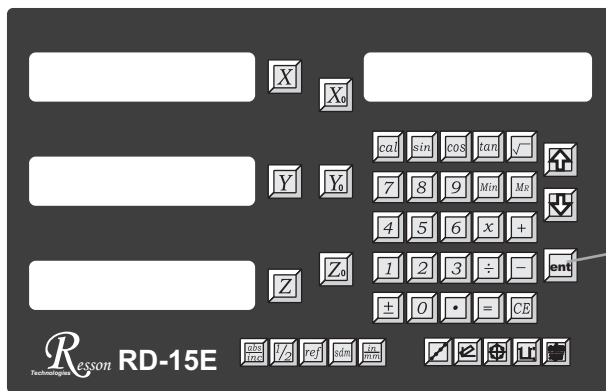 X
X₀
cal sin cos tan √
7 8 9 Min MR
Y Y₀
4 5 6 x +
1 2 3 ÷ − ent
Z Z₀
± 0 • = CE
Resson RD-15E
Technologies
abs/inc 1/2 ref sdm in/mm